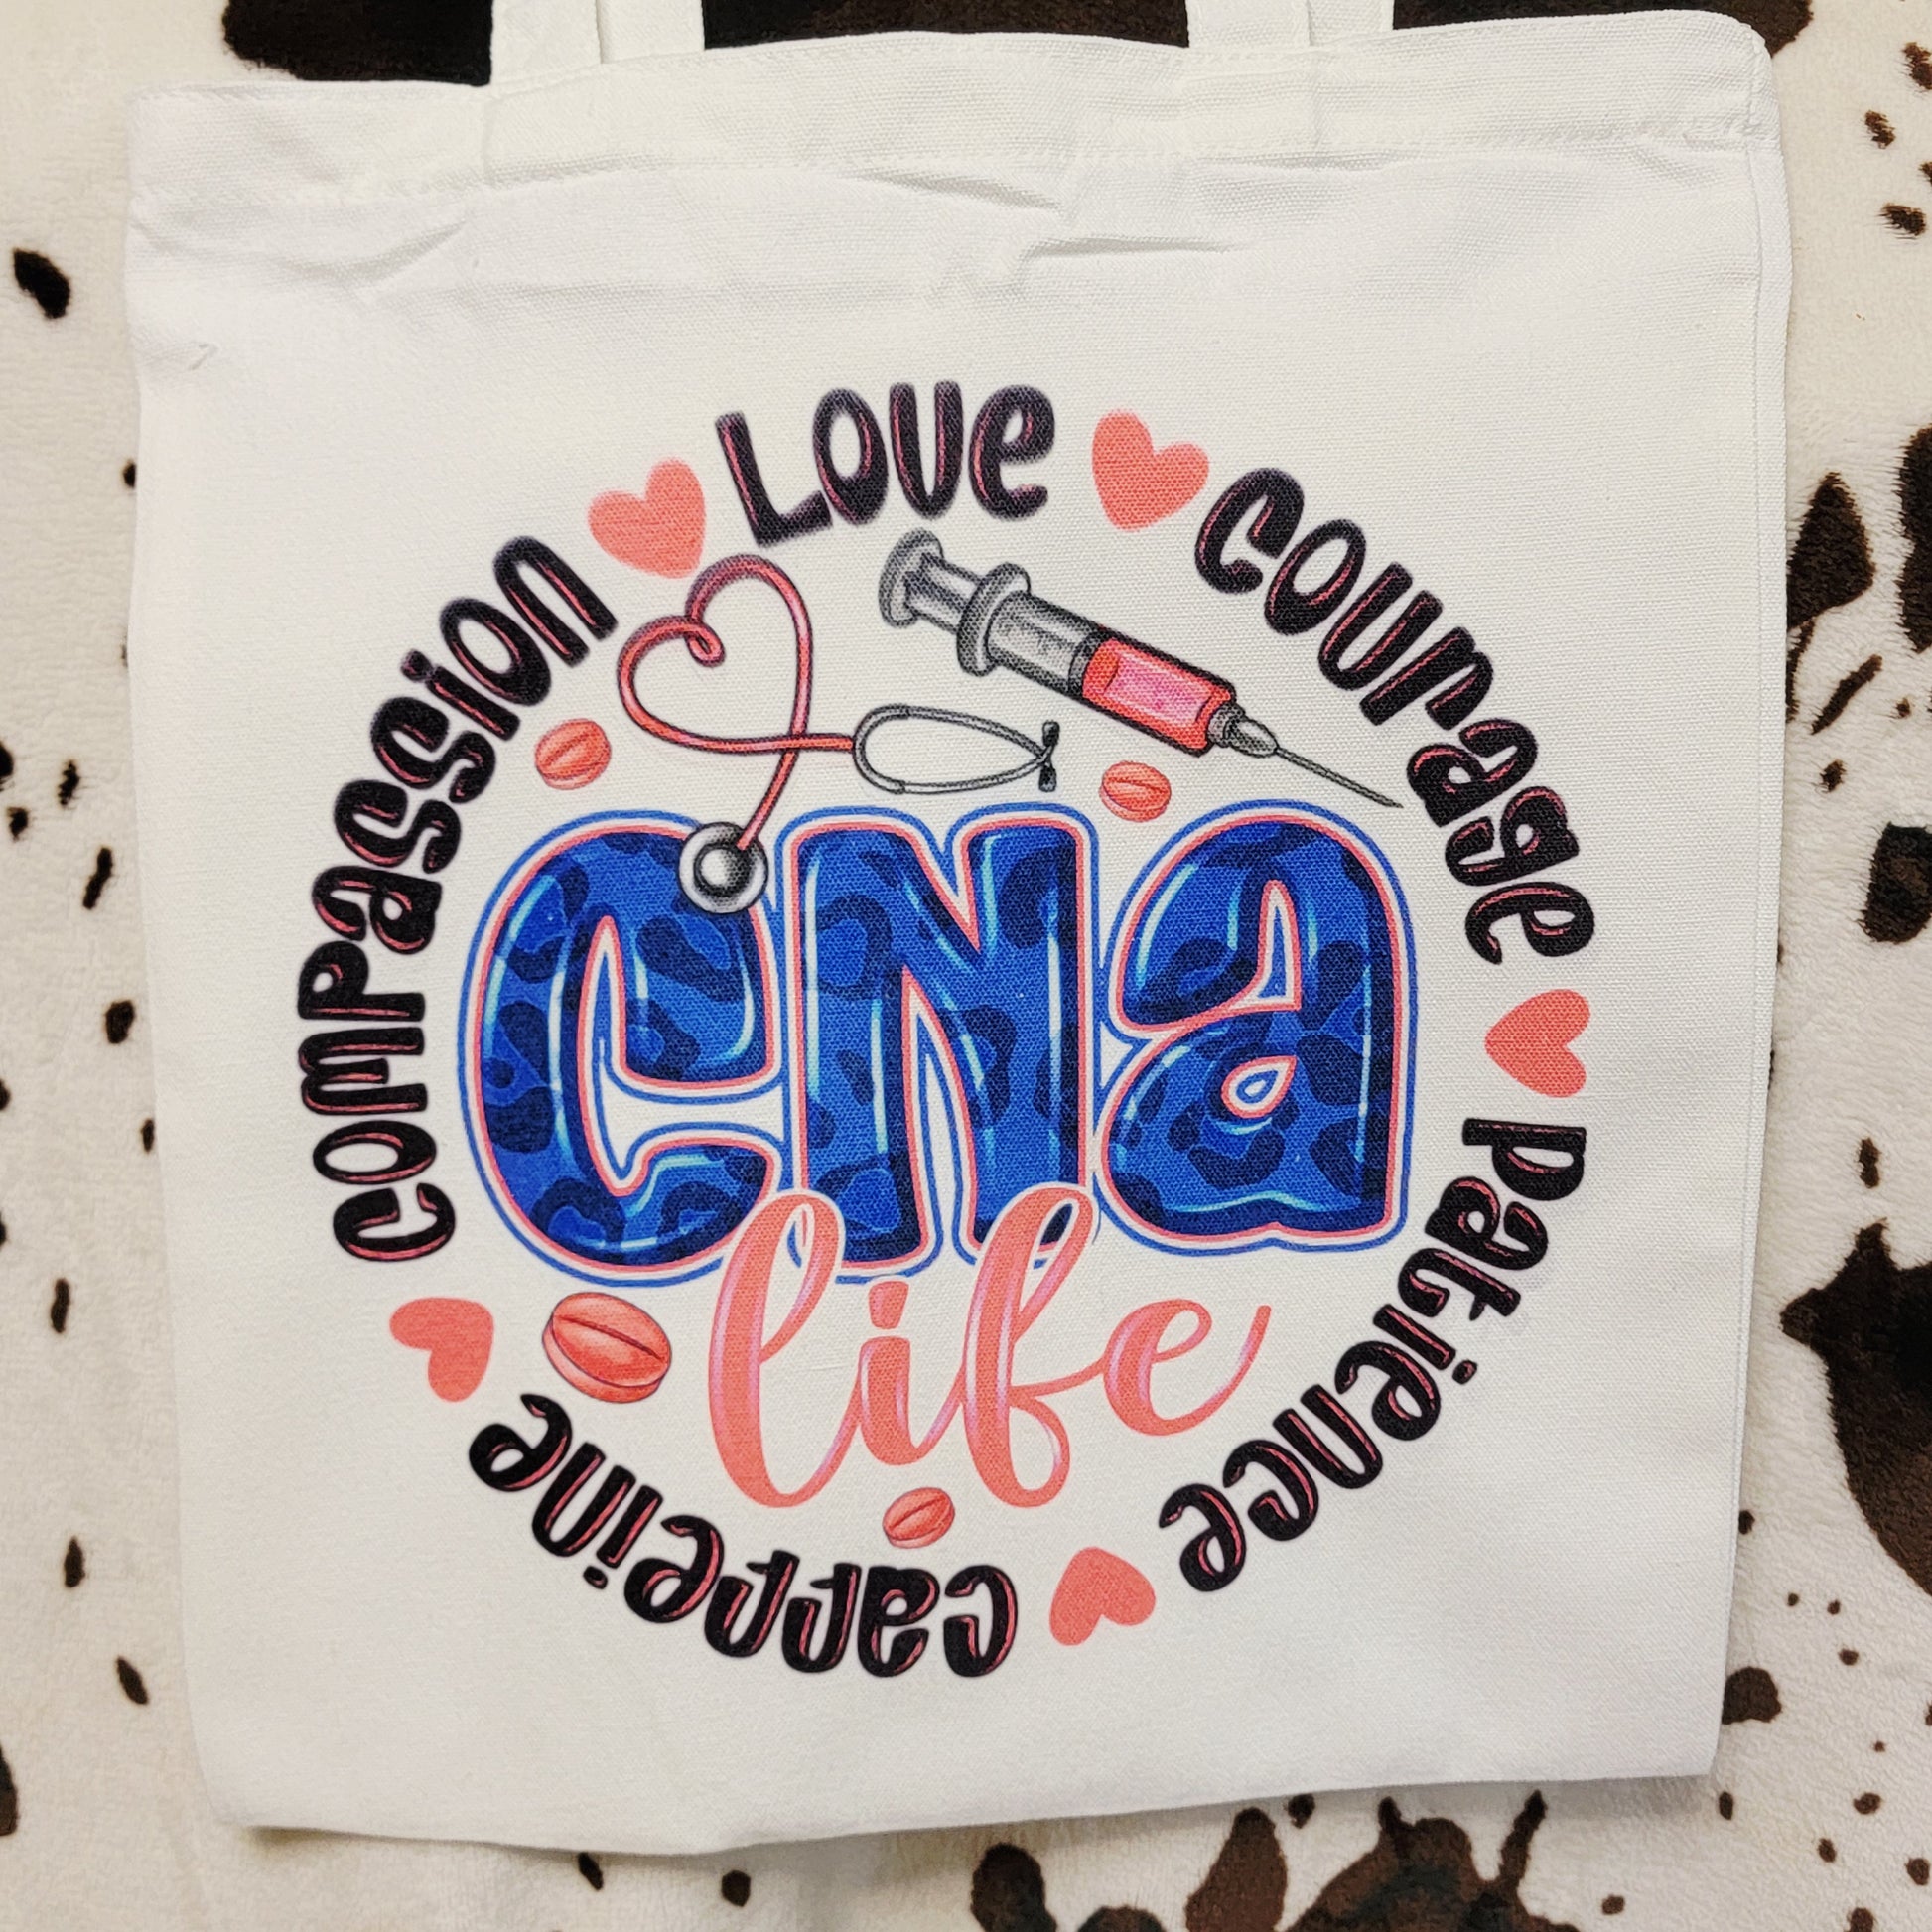 Love
courage
patience
caffeine
compassion
CNA
life